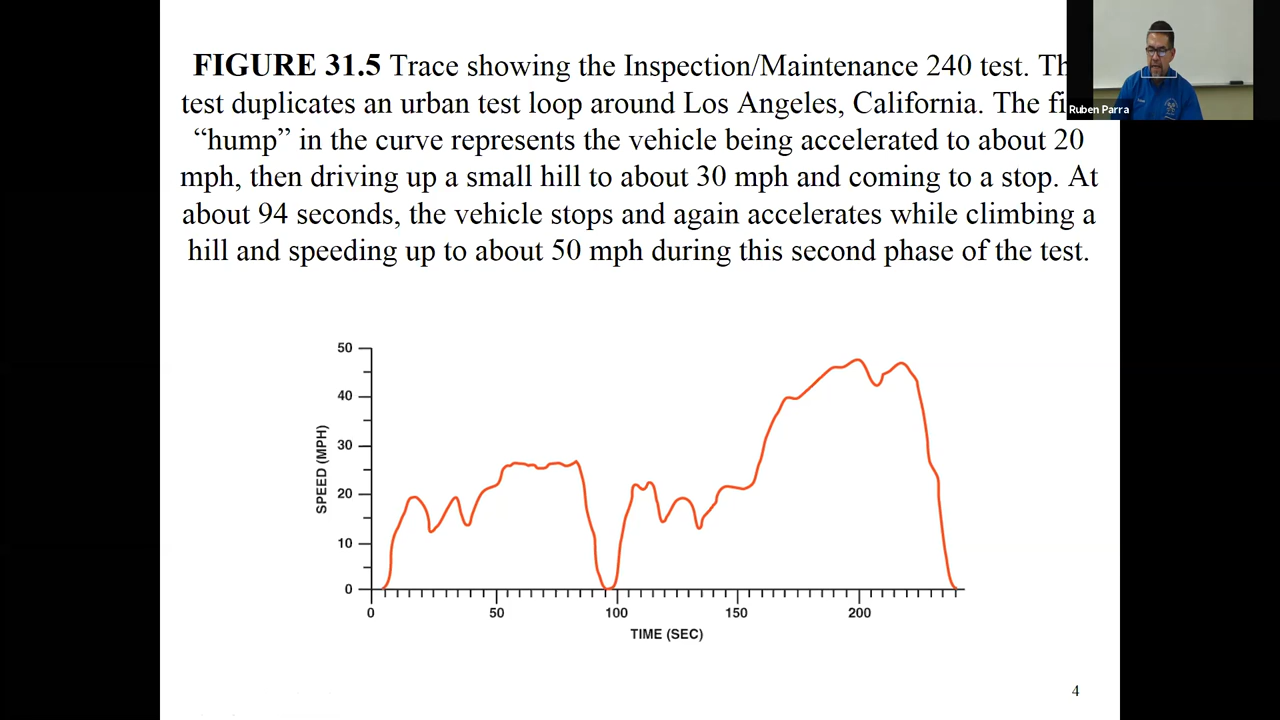 FIGURE 31.5 Trace showing the Inspection/Maintenance 240 test.
test duplicates an urban test loop around Los Angeles, California. The
“hump” in the curve represents the vehicle being accelerated to about 20
mph, then driving up a small hill to about 30 mph and coming to a stop. At
about 94 seconds, the vehicle stops and again accelerates while climbing a
hill and speeding up to about 50 mph during this second phase of the test.
Ruben Parra
50
40
30
20
10
0
SPEED (MPH)
0 50 100 150 200
TIME (SEC)
4